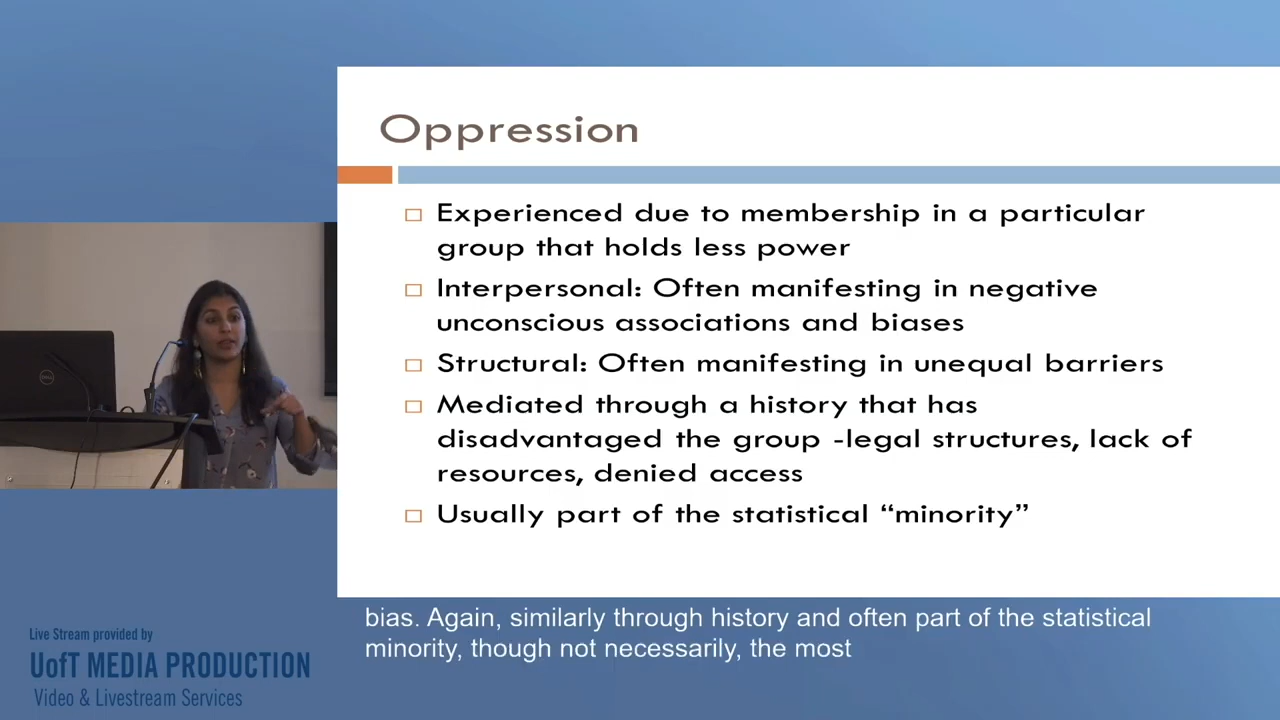 Oppression
Experienced due to membership in a particular
group that holds less power
Interpersonal: Often manifesting in negative
unconscious associations and biases
Structural: Often manifesting in unequal barriers
Mediated through a history that has
disadvantaged the group -legal structures, lack of
resources, denied access
Usually part of the statistical “minority”
bias. Again, similarly through history and often part of the statistical
minority, though not necessarily, the most
Live Stream provided by
UofT MEDIA PRODUCTION
Video & Livestream Services
DELL